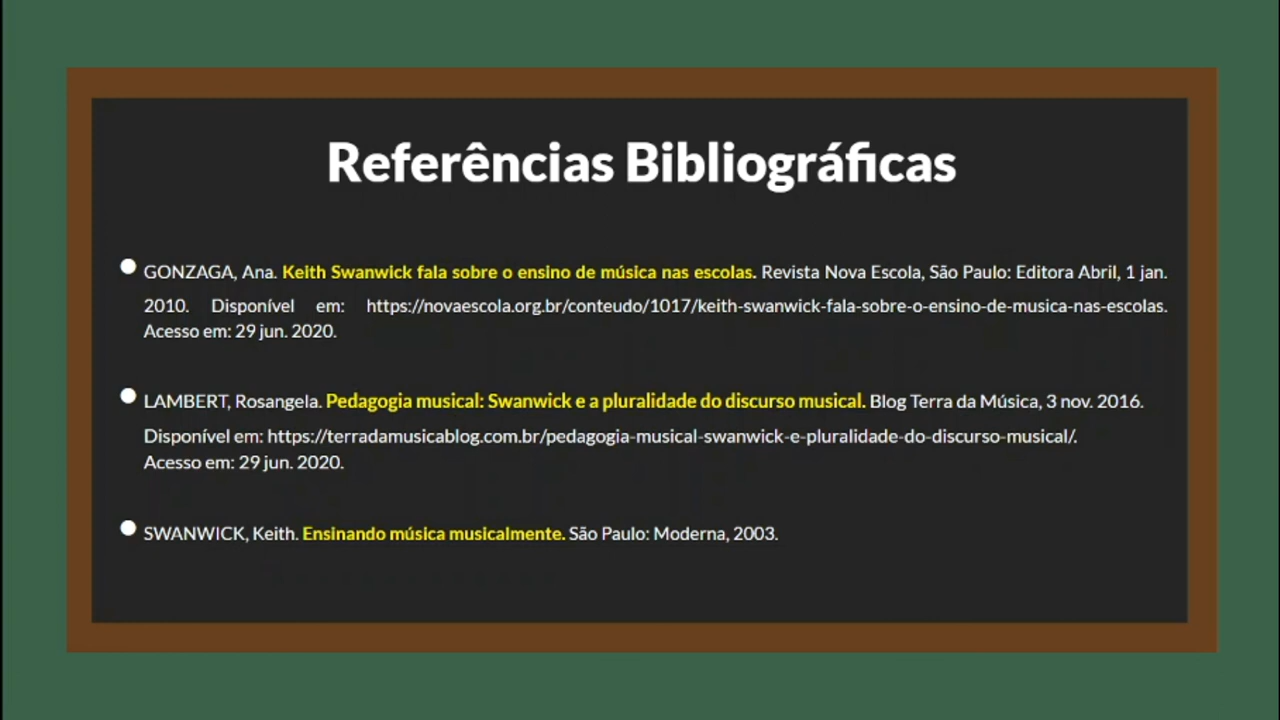 Referências Bibliográficas
GONZAGA, Ana. Keith Swanwick fala sobre o ensino de música nas escolas. Revista Nova Escola, São Paulo: Editora Abril, 1 jan.
2010. Disponível em: https://novaescola.org.br/conteudo/1017/keith-swanwick-fala-sobre-o-ensino-de-musica-nas-escolas.
Acesso em: 29 jun. 2020.
LAMBERT, Rosangela. Pedagogia musical: Swanwick e a pluralidade do discurso musical. Blog Terra da Música, 3 nov. 2016.
Disponível em: https://terradamusicablog.com.br/pedagogia-musical-swanwick-e-pluralidade-do-discurso-musical/.
Acesso em: 29 jun. 2020.
SWANWICK, Keith. Ensinando música musicalmente. São Paulo: Moderna, 2003.